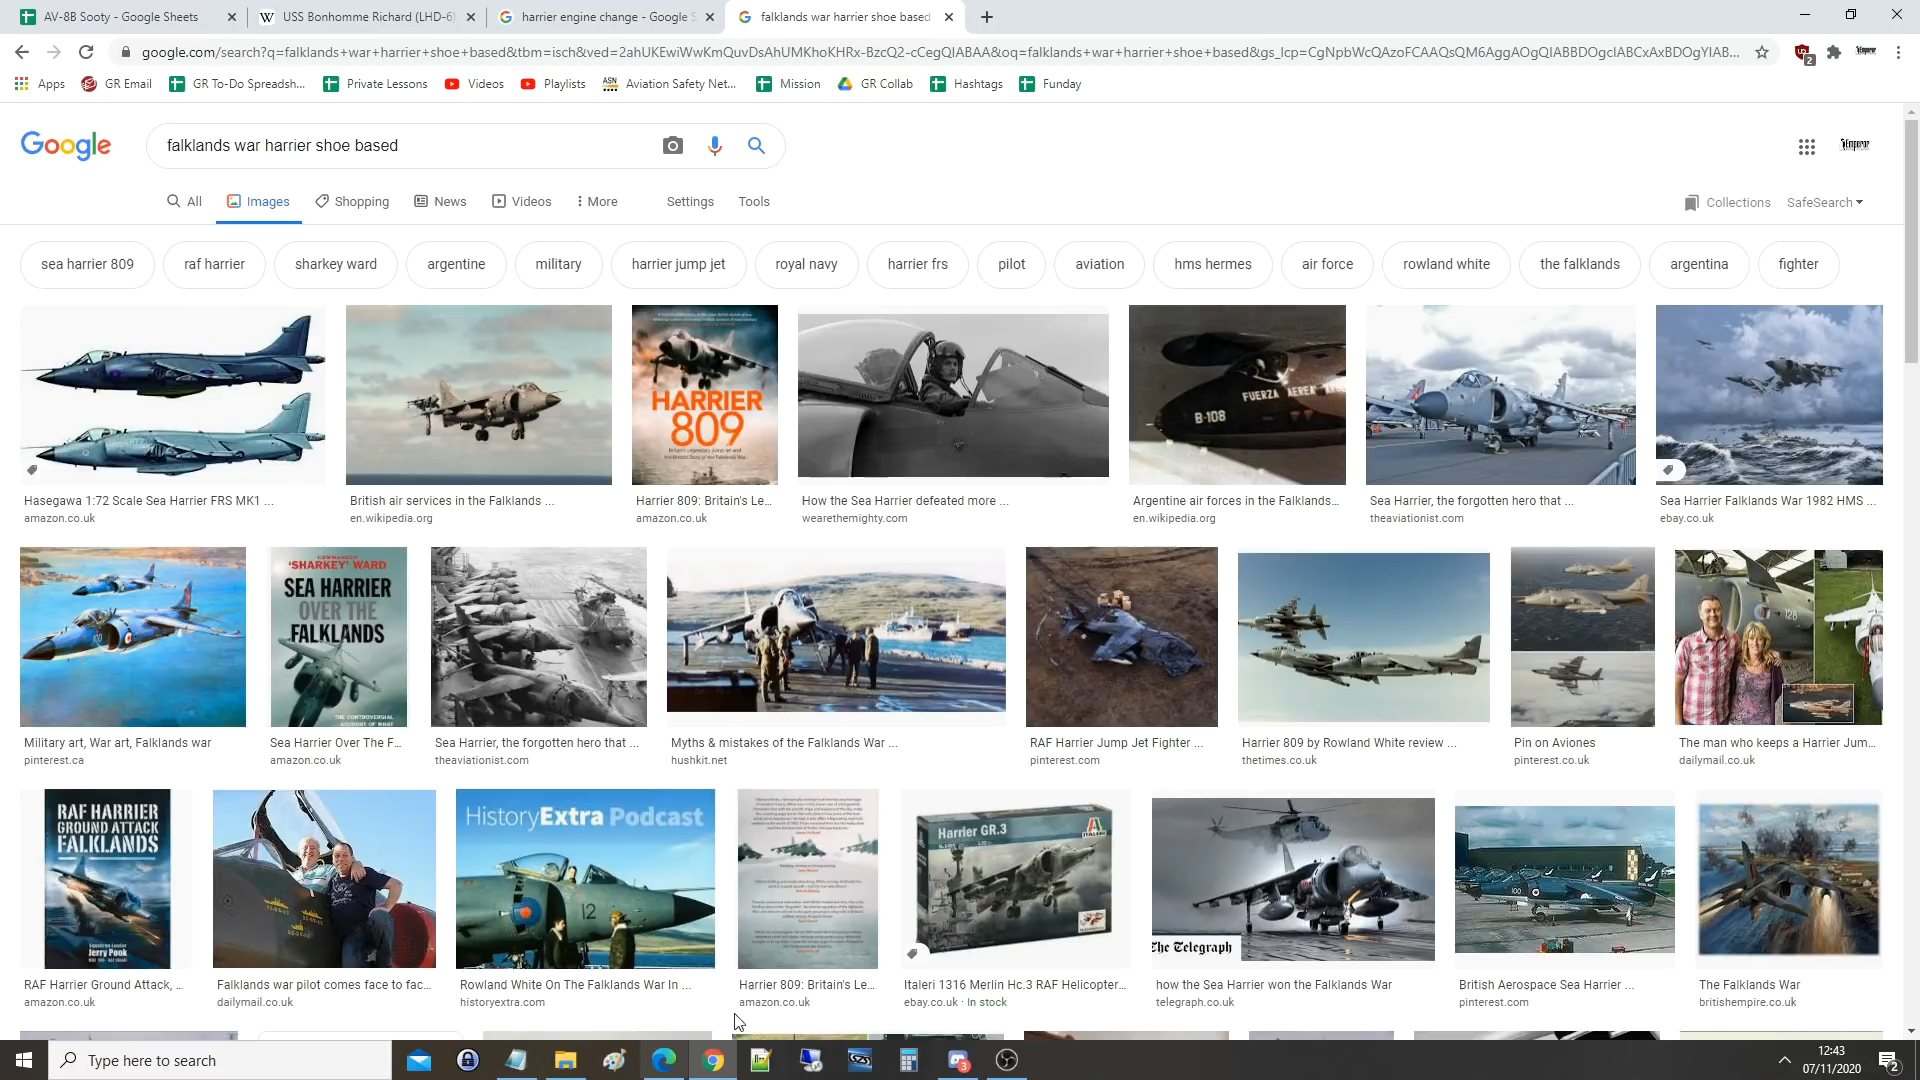 AV-8B Sooty - Google Sheets
USS Bonhomme Richard (LHD-6)
harrier engine change - Google S
falklands war harrier shoe based
google.com/search?q=falklands+war+harrier+shoe+based&tbm=isch&ved=2ahUKEwiWwKmQuvDsAhUMKhoKHRx-BzcQ2-cCegQIABAA&oq=falklands+war+harrier+shoe+based&gs_lcp=CgNpbWcQAzoFCAAQsQM6AggAOgQIABBDOgcIABCxAxBDOgYIAB...
2
Apps
GR Email
GR To-Do Spreadsh...
Private Lessons
Videos
Playlists
ASN
Aviation Safety Net...
Mission
GR Collab
Hashtags
Funday
Google
falklands war harrier shoe based
Emperor
All
Images
Shopping
News
Videos
More
Settings
Tools
Collections
SafeSearch
sea harrier 809
raf harrier
sharkey ward
argentine
military
harrier jump jet
royal navy
harrier frs
pilot
aviation
hms hermes
air force
rowland white
the falklands
argentina
fighter
HARRIER
809
B-108
FUERZA AEREA
Hasegawa 1:72 Scale Sea Harrier FRS MK1 ...
amazon.co.uk
British air services in the Falklands ...
en.wikipedia.org
Harrier 809: Britain's Le...
amazon.co.uk
How the Sea Harrier defeated more ...
wearethemighty.com
Argentine air forces in the Falklands...
en.wikipedia.org
Sea Harrier, the forgotten hero that ...
theaviationist.com
Sea Harrier Falklands War 1982 HMS ...
ebay.co.uk
COMMANDER
'SHARKEY' WARD
SEA HARRIER
OVER THE
FALKLANDS
THE CONTROVERSIAL
ACCOUNT OF WHAT
128
Military art, War art, Falklands war
pinterest.ca
Sea Harrier Over The F...
amazon.co.uk
Sea Harrier, the forgotten hero that ...
theaviationist.com
Myths & mistakes of the Falklands War ...
hushkit.net
RAF Harrier Jump Jet Fighter ...
pinterest.com
Harrier 809 by Rowland White review ...
thetimes.co.uk
Pin on Aviones
pinterest.co.uk
The man who keeps a Harrier Jum...
dailymail.co.uk
RAF HARRIER
GROUND ATTACK
FALKLANDS
Squadron Leader
Jerry Pook
HistoryExtra Podcast
12
Harrier GR.3
ITALERI
The Telegraph
100
RAF Harrier Ground Attack, ...
amazon.co.uk
Falklands war pilot comes face to fac...
dailymail.co.uk
Rowland White On The Falklands War In ...
historyextra.com
Harrier 809: Britain's Le...
amazon.co.uk
Italeri 1316 Merlin Hc.3 RAF Helicopter...
ebay.co.uk · In stock
how the Sea Harrier won the Falklands War
telegraph.co.uk
British Aerospace Sea Harrier ...
pinterest.com
The Falklands War
britishempire.co.uk
Type here to search
3
12:43
07/11/2020
2